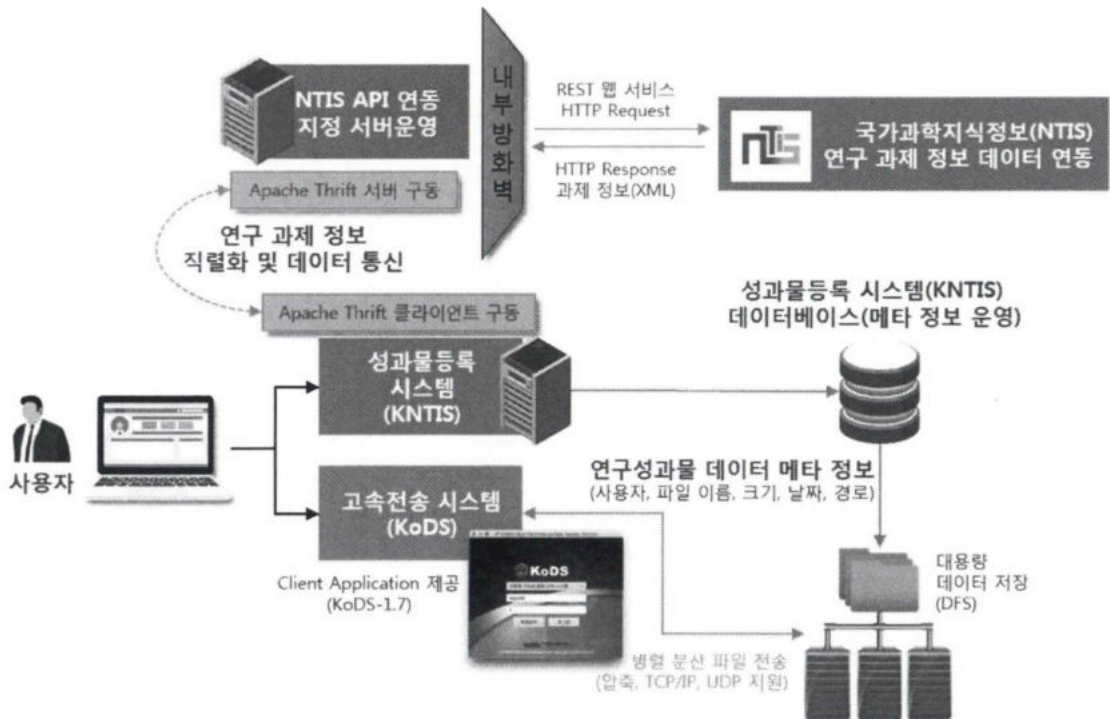 NTIS API 연동
지정 서버운영
내부방화벽
REST 웹 서비스
HTTP Request
HTTP Response
과제 정보(XML)
NTIS
국가과학지식정보(NTIS)
연구 과제 정보 데이터 연동
Apache Thrift 서버 구동
연구 과제 정보
직렬화 및 데이터 통신
Apache Thrift 클라이언트 구동
성과물등록
시스템
(KNTIS)
성과물등록 시스템(KNTIS)
데이터베이스(메타 정보 운영)
사용자
연구성과물 데이터 메타 정보
(사용자, 파일 이름, 크기, 날짜, 경로)
고속전송 시스템
(KoDS)
Client Application 제공
(KoDS-1.7)
KoDS
대용량
데이터 저장
(DFS)
병렬 분산 파일 전송
(압축, TCP/IP, UDP 지원)